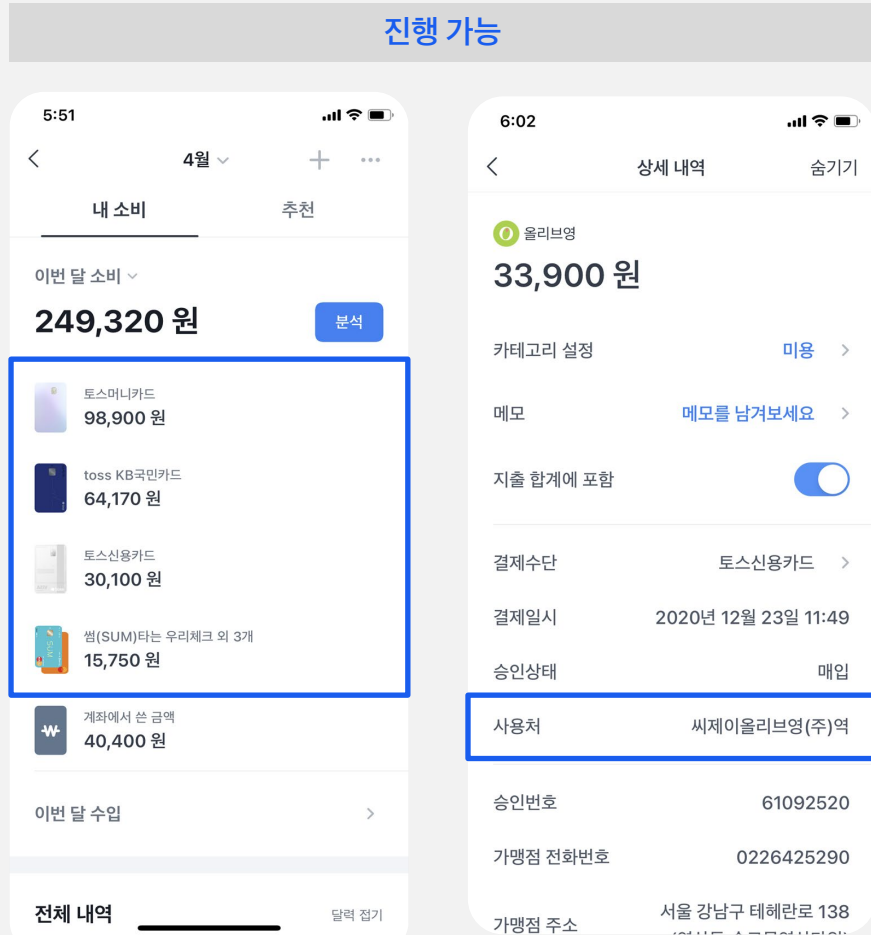 진행 가능
5:51
4월
내 소비
추천
이번 달 소비
249,320 원
분석
토스머니카드
98,900 원
toss KB국민카드
64,170 원
토스신용카드
30,100 원
썸(SUM)타는 우리체크 외 3개
15,750 원
계좌에서 쓴 금액
40,400 원
이번 달 수입
전체 내역
달력 접기
6:02
상세 내역
숨기기
올리브영
33,900 원
카테고리 설정
미용
메모
메모를 남겨보세요
지출 합계에 포함
결제수단
토스신용카드
결제일시
2020년 12월 23일 11:49
승인상태
매입
사용처
씨제이올리브영(주)역
승인번호
61092520
가맹점 전화번호
0226425290
가맹점 주소
서울 강남구 테헤란로 138